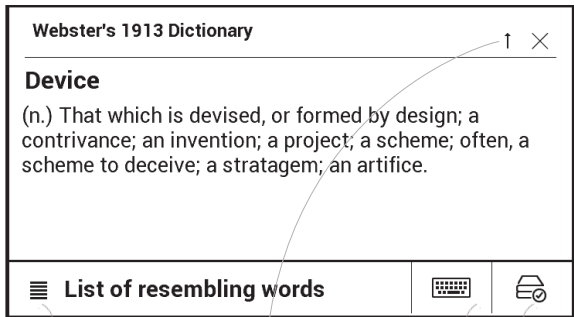 Webster's 1913 Dictionary
Device
(n.) That which is devised, or formed by design; a
contrivance; an invention; a project; a scheme; often, a
scheme to deceive; a stratagem; an artifice.
List of resembling words